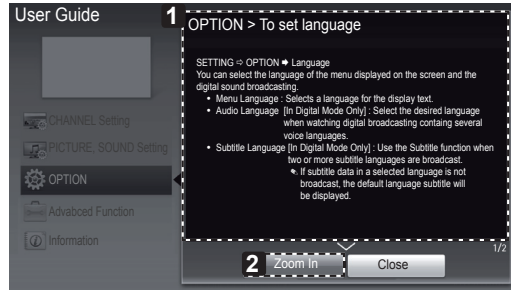 User Guide
1
OPTION > To set language
SETTING ⇨ OPTION ➡ Language
You can select the language of the menu displayed on the screen and the
digital sound broadcasting.
• Menu Language : Selects a language for the display text.
• Audio Language [In Digital Mode Only] : Select the desired language
when watching digital broadcasting containg several
voice languages.
• Subtitle Language [In Digital Mode Only] : Use the Subtitle function when
two or more subtitle languages are broadcast.
✎ If subtitle data in a selected language is not
broadcast, the default language subtitle will
be displayed.
CHANNEL Setting
PICTURE, SOUND Setting
OPTION
Advabced Function
Information
1/2
2
Zoom In
Close